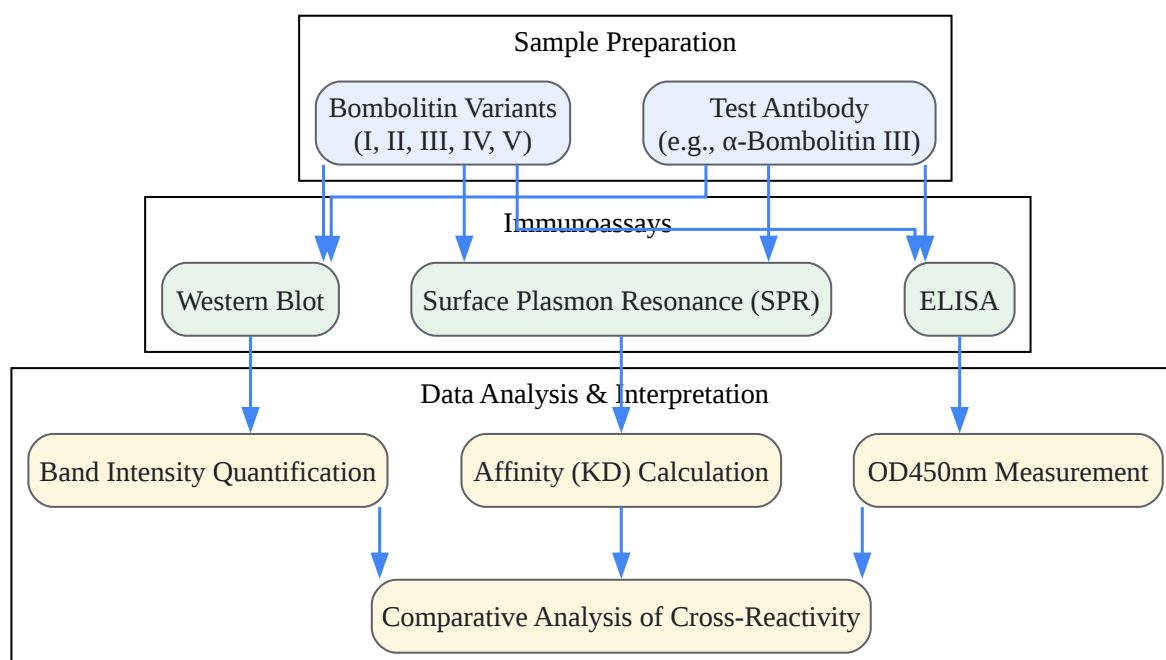 Sample Preparation
Bombolitin Variants
(I, II, III, IV, V)
Test Antibody
(e.g., α-Bombolitin III)
Immunoassays
Western Blot
Surface Plasmon Resonance (SPR)
ELISA
Data Analysis & Interpretation
Band Intensity Quantification
Affinity (KD) Calculation
OD450nm Measurement
Comparative Analysis of Cross-Reactivity